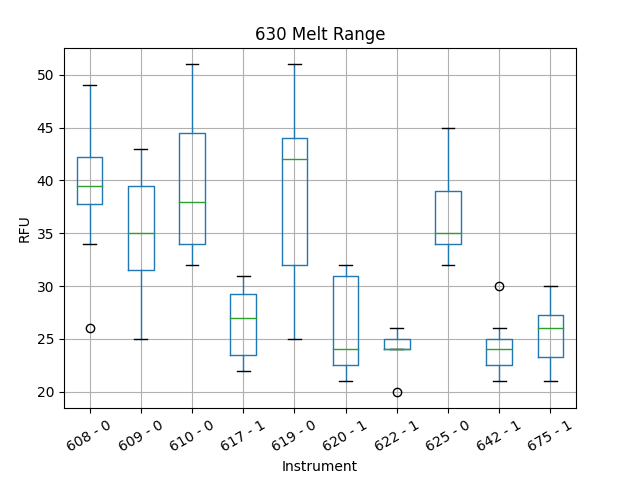 630 Melt Range
50
45
40
35
30
25
20
RFU
608 - 0
609 - 0
610 - 0
617 - 1
619 - 0
620 - 1
622 - 1
625 - 0
642 - 1
675 - 1
Instrument